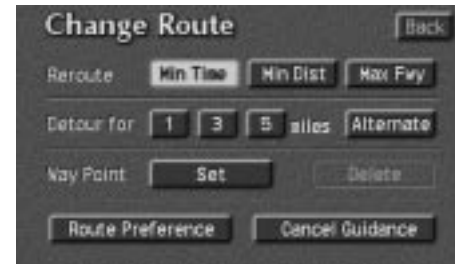 Change Route Back
Reroute Min Time Min Dist Max Fwy
Detour for 1 3 5 miles Alternate
Way Point Set Delete
Route Preference Cancel Guidance